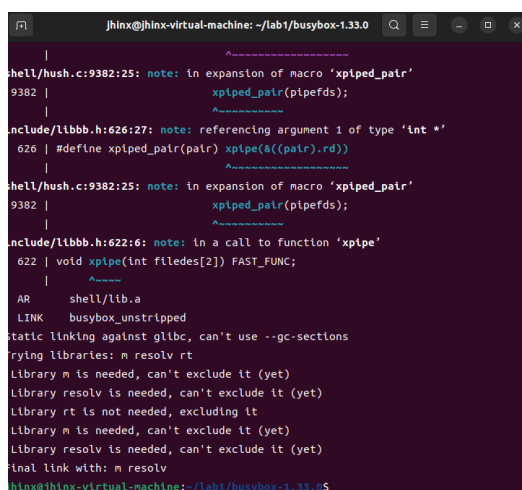 jhinx@jhinx-virtual-machine: ~/lab1/busybox-1.33.0
| ^~~~~~~~~~~~~~~~~~~
shell/hush.c:9382:25: note: in expansion of macro ‘xpiped_pair’
9382 | xpiped_pair(pipefds);
| ^~~~~~~~~~~
include/libbb.h:626:27: note: referencing argument 1 of type ‘int *’
626 | #define xpiped_pair(pair) xpipe(&((pair).rd))
| ^~~~~~~~~~~~~~~~~~~
shell/hush.c:9382:25: note: in expansion of macro ‘xpiped_pair’
9382 | xpiped_pair(pipefds);
| ^~~~~~~~~~~
include/libbb.h:622:6: note: in a call to function ‘xpipe’
622 | void xpipe(int filedes[2]) FAST_FUNC;
| ^~~~~
AR shell/lib.a
LINK busybox_unstripped
Static linking against glibc, can't use --gc-sections
Trying libraries: m resolv rt
Library m is needed, can't exclude it (yet)
Library resolv is needed, can't exclude it (yet)
Library rt is not needed, excluding it
Library m is needed, can't exclude it (yet)
Library resolv is needed, can't exclude it (yet)
Final link with: m resolv
jhinx@jhinx-virtual-machine:~/lab1/busybox-1.33.0$